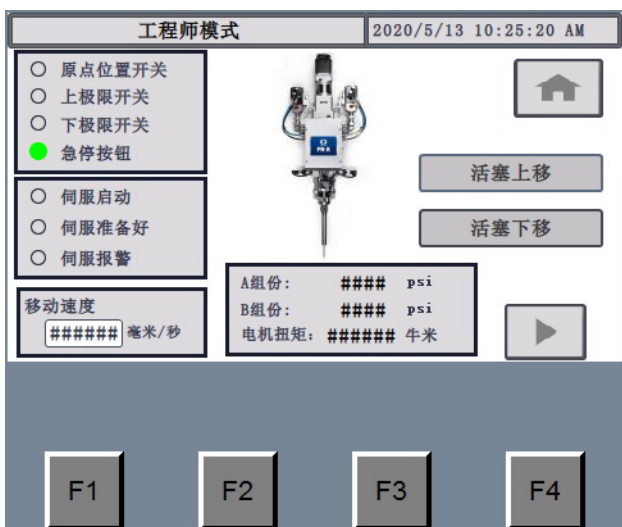 工程师模式
2020/5/13 10:25:20 AM
原点位置开关
上极限开关
下极限开关
急停按钮
伺服启动
伺服准备好
伺服报警
移动速度
###### 毫米/秒
PR-X
A组份: #### psi
B组份: #### psi
电机扭矩: ###### 牛米
活塞上移
活塞下移
F1 F2 F3 F4